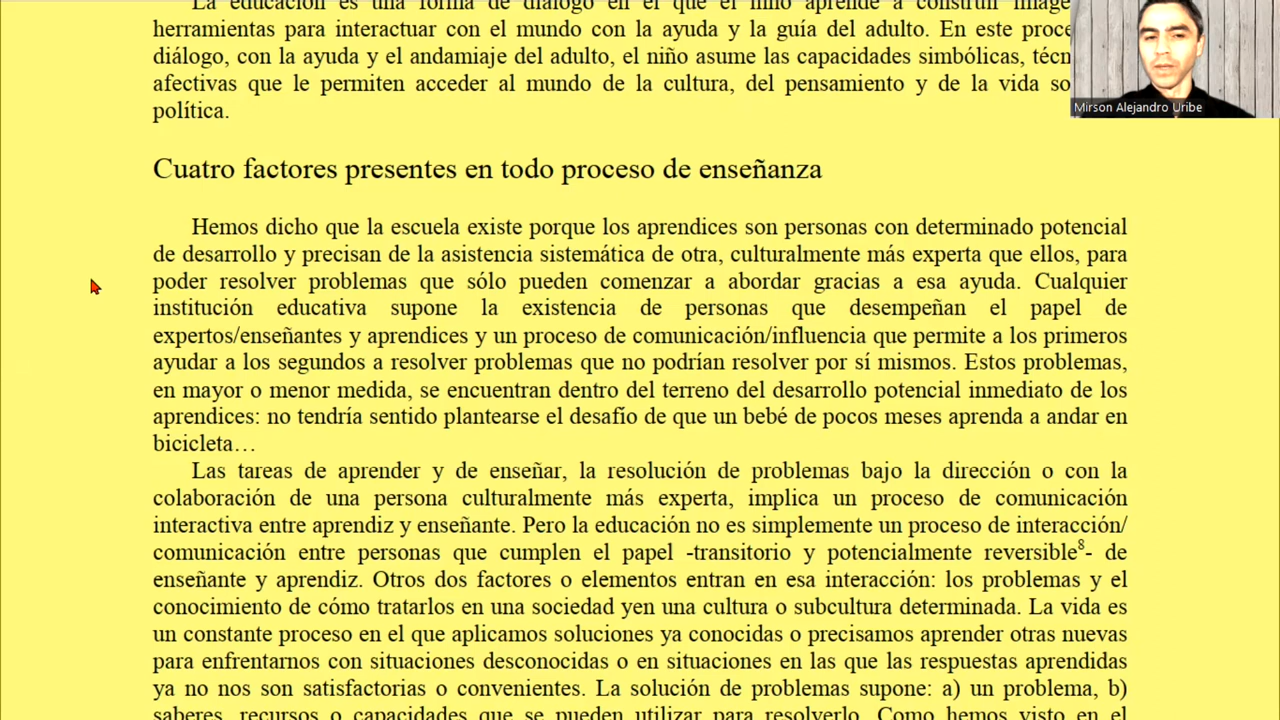 La educación es una forma de diálogo en el que el niño aprende a construir
herramientas para interactuar con el mundo con la ayuda y la guía del adulto. En este
diálogo, con la ayuda y el andamiaje del adulto, el niño asume las capacidades simbólicas,
afectivas que le permiten acceder al mundo de la cultura, del pensamiento y de la vida
política.
Mirson Alejandro Uribe
Cuatro factores presentes en todo proceso de enseñanza
Hemos dicho que la escuela existe porque los aprendices son personas con determinado potencial
de desarrollo y precisan de la asistencia sistemática de otra, culturalmente más experta que ellos, para
poder resolver problemas que sólo pueden comenzar a abordar gracias a esa ayuda. Cualquier
institución educativa supone la existencia de personas que desempeñan el papel de
expertos/enseñantes y aprendices y un proceso de comunicación/influencia que permite a los primeros
ayudar a los segundos a resolver problemas que no podrían resolver por sí mismos. Estos problemas,
en mayor o menor medida, se encuentran dentro del terreno del desarrollo potencial inmediato de los
aprendices: no tendría sentido plantearse el desafío de que un bebé de pocos meses aprenda a andar en
bicicleta…
Las tareas de aprender y de enseñar, la resolución de problemas bajo la dirección o con la
colaboración de una persona culturalmente más experta, implica un proceso de comunicación
interactiva entre aprendiz y enseñante. Pero la educación no es simplemente un proceso de interacción/
comunicación entre personas que cumplen el papel -transitorio y potencialmente reversible⁸- de
enseñante y aprendiz. Otros dos factores o elementos entran en esa interacción: los problemas y el
conocimiento de cómo tratarlos en una sociedad yen una cultura o subcultura determinada. La vida es
un constante proceso en el que aplicamos soluciones ya conocidas o precisamos aprender otras nuevas
para enfrentarnos con situaciones desconocidas o en situaciones en las que las respuestas aprendidas
ya no nos son satisfactorias o convenientes. La solución de problemas supone: a) un problema, b)
saberes, recursos o capacidades que se pueden utilizar para resolverlo. Como hemos visto en el